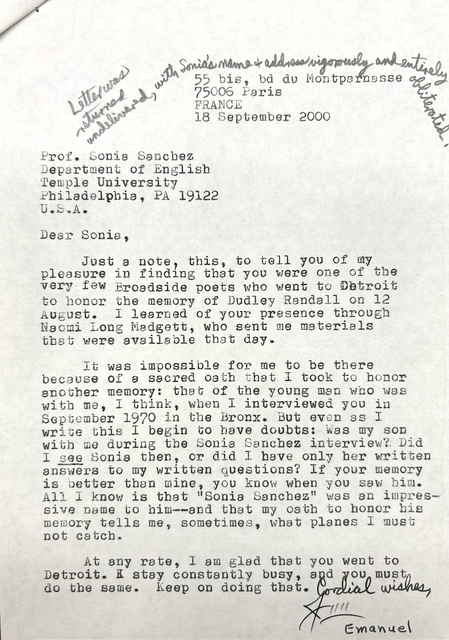 Letter was returned undelivered, with Sonia's name + address vigorously and entirely obliterated!
55 bis, bd du Montparnasse
75006 Paris
FRANCE
18 September 2000
Prof. Sonia Sanchez
Department of English
Temple University
Philadelphia, PA 19122
U.S.A.
Dear Sonia,
Just a note, this, to tell you of my
pleasure in finding that you were one of the
very few Broadside poets who went to Detroit
to honor the memory of Dudley Randall on 12
August. I learned of your presence through
Naomi Long Madgett, who sent me materials
that were available that day.
It was impossible for me to be there
because of a sacred oath that I took to honor
another memory: that of the young man who was
with me, I think, when I interviewed you in
September 1970 in the Bronx. But even as I
write this I begin to have doubts: Was my son
with me during the Sonia Sanchez interview? Did
I see Sonia then, or did I have only her written
answers to my written questions? If your memory
is better than mine, you know when you saw him.
All I know is that "Sonia Sanchez" was an impres-
sive name to him--and that my oath to honor his
memory tells me, sometimes, what planes I must
not catch.
At any rate, I am glad that you went to
Detroit. I stay constantly busy, and you must
do the same. Keep on doing that. Cordial wishes,
Emanuel